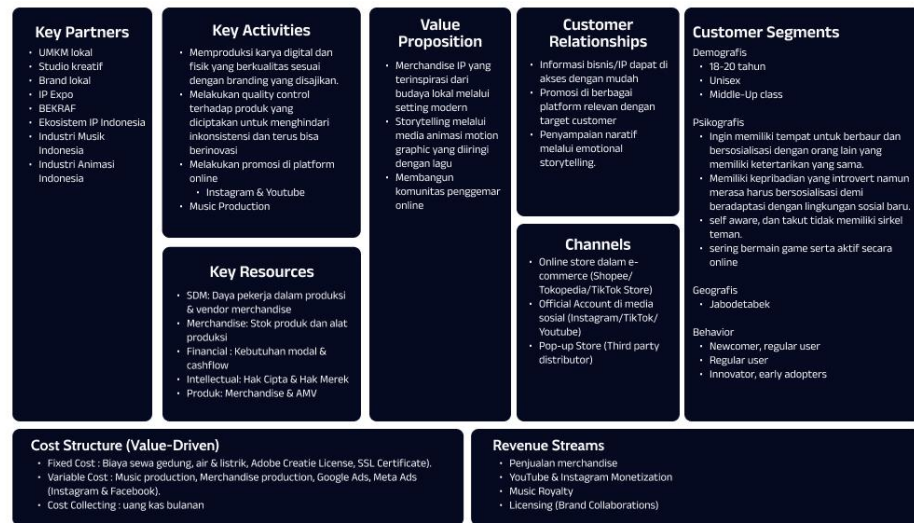 Key Partners
UMKM lokal
Studio kreatif
Brand lokal
IP Expo
BEKRAF
Ekosistem IP Indonesia
Industri Musik
Indonesia
Industri Animasi
Indonesia
Key Activities
Memproduksi karya digital dan
fisik yang berkualitas sesuai
dengan branding yang disajikan.
Melakukan quality control
terhadap produk yang
diciptakan untuk menghindari
inkonsistensi dan terus bisa
berinovasi
Melakukan promosi di platform
online
Instagram & Youtube
Music Production
Key Resources
SDM: Daya pekerja dalam produksi
& vendor merchandise
Merchandise: Stok produk dan alat
produksi
Financial : Kebutuhan modal &
cashflow
Intellectual: Hak Cipta & Hak Merek
Produk: Merchandise & AMV
Value
Proposition
Merchandise IP yang
terinspirasi dari
budaya lokal melalui
setting modern
Storytelling melalui
media animasi motion
graphic yang diiringi
dengan lagu
Membangun
komunitas penggemar
online
Customer
Relationships
Informasi bisnis/IP dapat di
akses dengan mudah
Promosi di berbagai
platform relevan dengan
target customer
Penyampaian naratif
melalui emotional
storytelling.
Channels
Online store dalam e-
commerce (Shopee/
Tokopedia/TikTok Store)
Official Account di media
sosial (Instagram/TikTok/
Youtube)
Pop-up Store (Third party
distributor)
Customer Segments
Demografis
18-20 tahun
Unisex
Middle-Up class
Psikografis
Ingin memiliki tempat untuk berbaur dan
bersosialisasi dengan orang lain yang
memiliki ketertarikan yang sama.
Memiliki kepribadian yang introvert namun
merasa harus bersosialisasi demi
beradaptasi dengan lingkungan sosial baru.
self aware, dan takut tidak memiliki sirkel
teman.
sering bermain game serta aktif secara
online
Geografis
Jabodetabek
Behavior
Newcomer, regular user
Regular user
Innovator, early adopters
Cost Structure (Value-Driven)
Fixed Cost : Biaya sewa gedung, air & listrik, Adobe Creatie License, SSL Certificate).
Variable Cost : Music production, Merchandise production, Google Ads, Meta Ads
(Instagram & Facebook).
Cost Collecting : uang kas bulanan
Revenue Streams
Penjualan merchandise
YouTube & Instagram Monetization
Music Royalty
Licensing (Brand Collaborations)